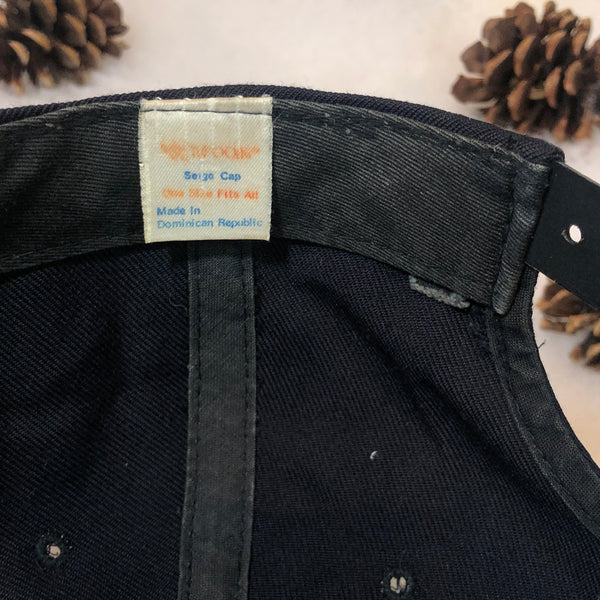 Serge Cap
One Size Fits All
Made In
Dominican Republic